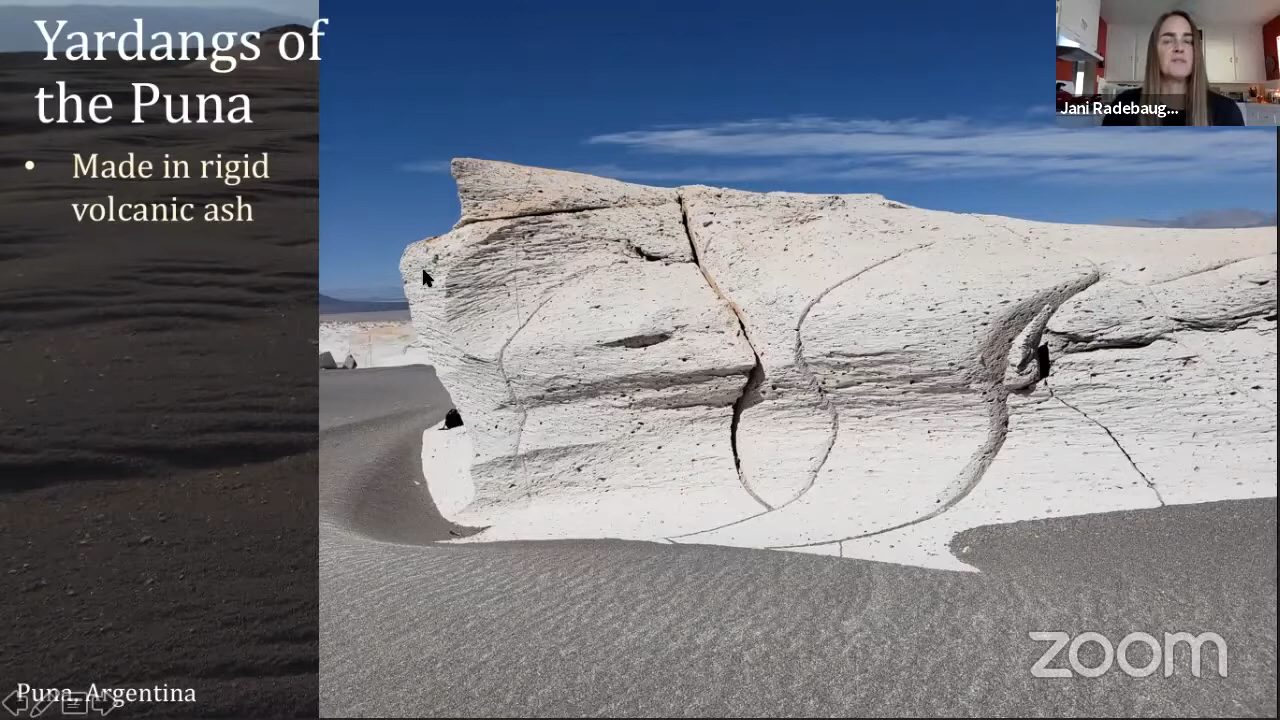 Yardangs of
the Puna
• Made in rigid
volcanic ash
Jani Radebaug...
Puna, Argentina
zoom